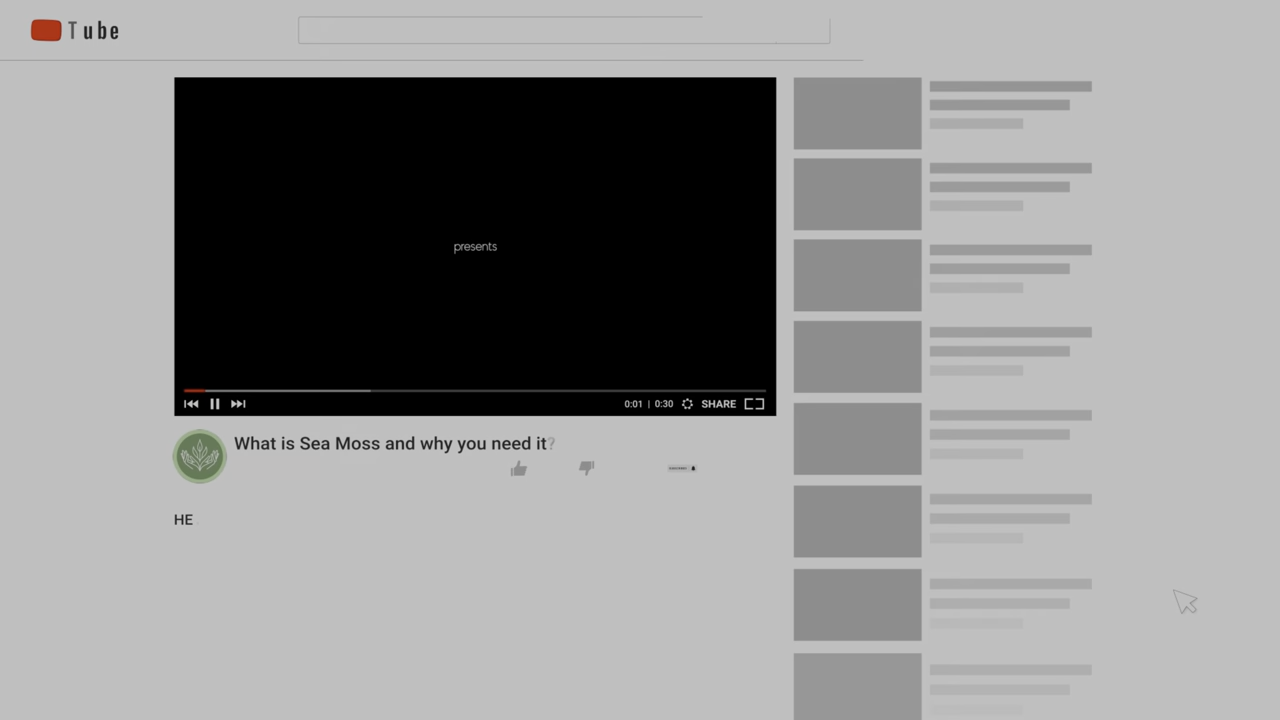 Tube
presents
0:01 | 0:30 SHARE
What is Sea Moss and why you need it?
HE